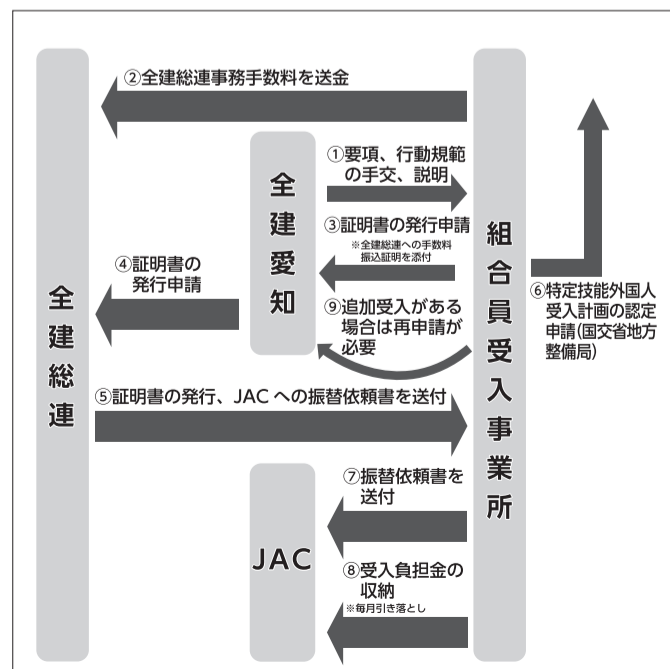 ②全建総連事務手数料を送金
①要項、行動規範
の手交、説明
全建愛知
③証明書の発行申請
※全建総連への手数料
振込証明を添付
④証明書の
発行申請
⑨追加受入がある
場合は再申請が
必要
組合員受入事業所
⑥特定技能外国人
受入計画の認定
申請(国交省地方
整備局)
全建総連
⑤証明書の発行、JACへの振替依頼書を送付
⑦振替依頼書を
送付
JAC
⑧受入負担金の
収納
※毎月引き落とし